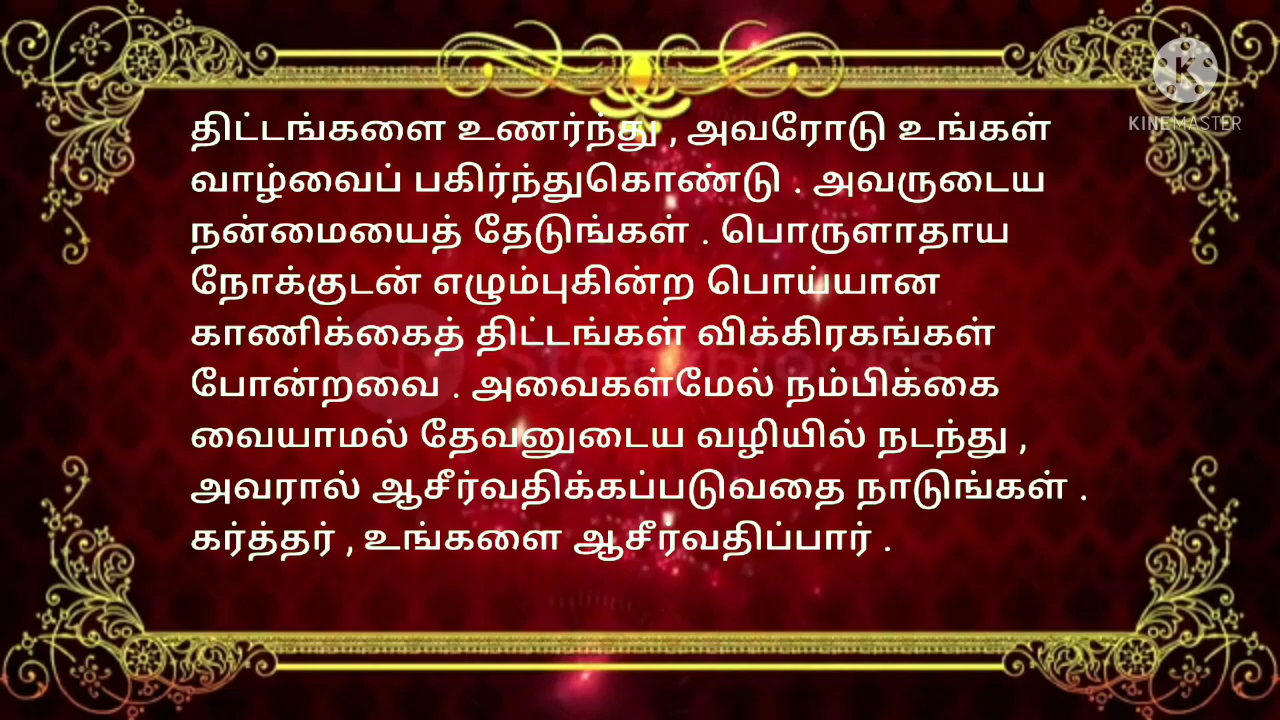 KINEMASTER
திட்டங்களை உணர்ந்து , அவரோடு உங்கள்
வாழ்வைப் பகிர்ந்துகொண்டு . அவருடைய
நன்மையைத் தேடுங்கள் . பொருளாதாய
நோக்குடன் எழும்புகின்ற பொய்யான
காணிக்கைத் திட்டங்கள் விக்கிரகங்கள்
போன்றவை . அவைகள்மேல் நம்பிக்கை
வையாமல் தேவனுடைய வழியில் நடந்து ,
அவரால் ஆசீர்வதிக்கப்படுவதை நாடுங்கள் .
கர்த்தர் , உங்களை ஆசீர்வதிப்பார் .